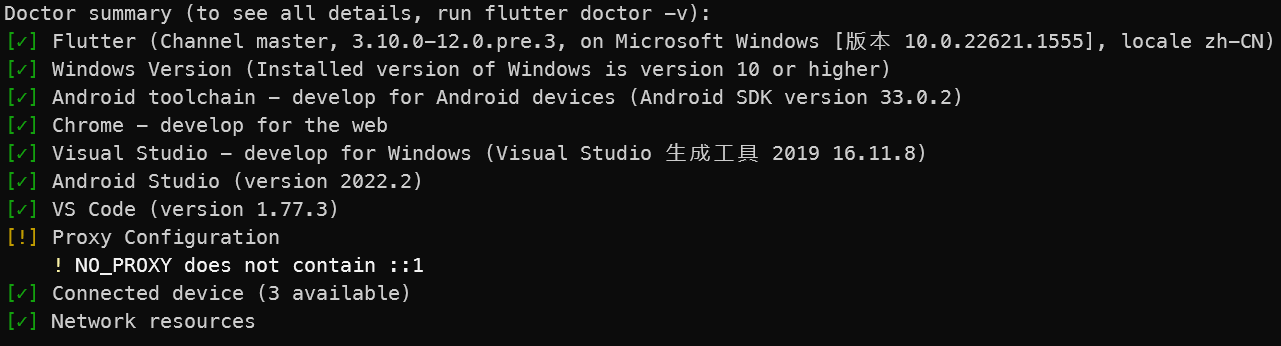 Doctor summary (to see all details, run flutter doctor -v):
[✓] Flutter (Channel master, 3.10.0-12.0.pre.3, on Microsoft Windows [版本 10.0.22621.1555], locale zh-CN)
[✓] Windows Version (Installed version of Windows is version 10 or higher)
[✓] Android toolchain - develop for Android devices (Android SDK version 33.0.2)
[✓] Chrome - develop for the web
[✓] Visual Studio - develop for Windows (Visual Studio 生成工具 2019 16.11.8)
[✓] Android Studio (version 2022.2)
[✓] VS Code (version 1.77.3)
[!] Proxy Configuration
! NO_PROXY does not contain ::1
[✓] Connected device (3 available)
[✓] Network resources